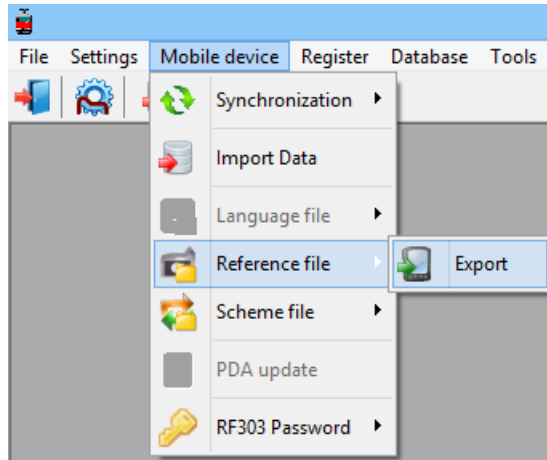 File Settings Mobile device Register Database Tools
Synchronization
Import Data
Language file
Reference file Export
Scheme file
PDA update
RF303 Password